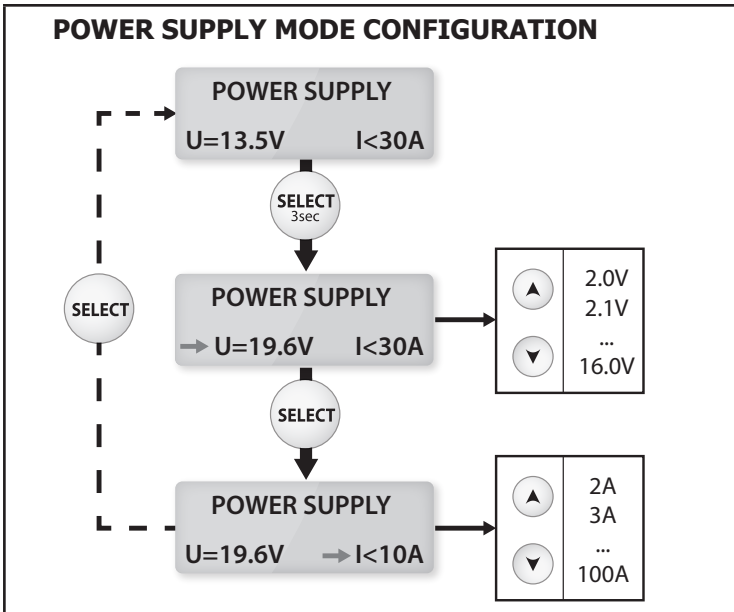 POWER SUPPLY MODE CONFIGURATION
POWER SUPPLY
U=13.5V I<30A
SELECT
3sec
POWER SUPPLY
U=19.6V I<30A
2.0V
2.1V
...
16.0V
SELECT
SELECT
POWER SUPPLY
U=19.6V I<10A
2A
3A
...
100A